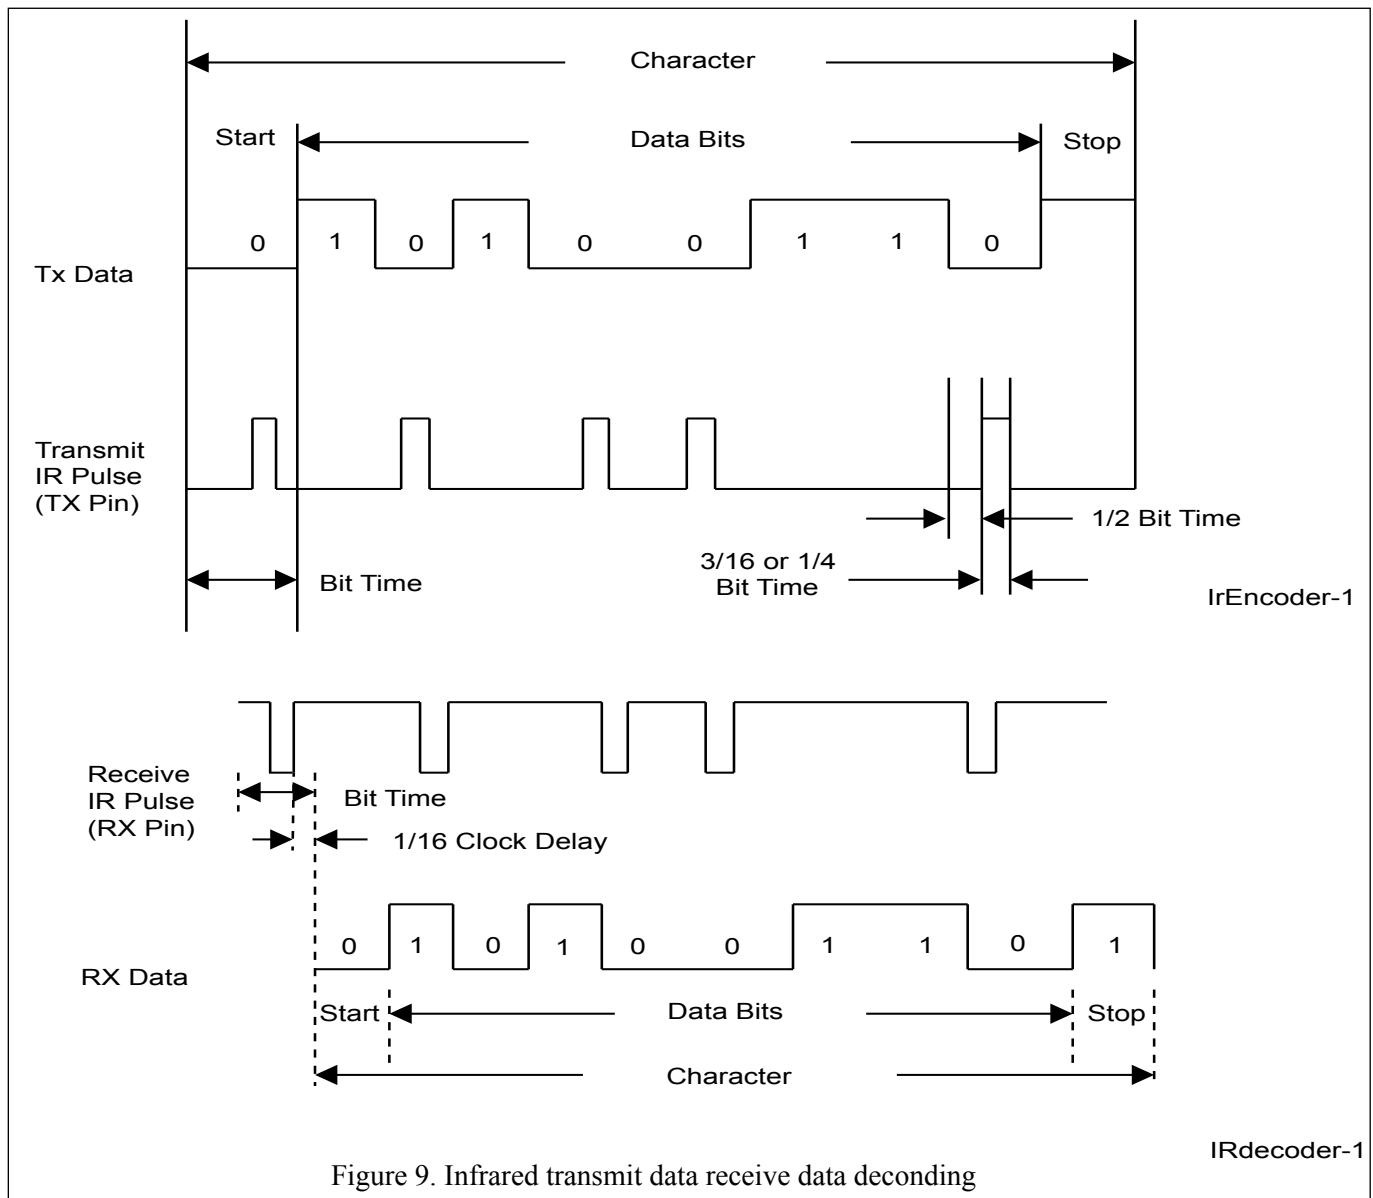 Character
Start
Data Bits
Stop
0 1 0 1 0 0 1 1 0
Tx Data
Transmit
IR Pulse
(TX Pin)
1/2 Bit Time
3/16 or 1/4
Bit Time
Bit Time
IrEncoder-1
Receive
IR Pulse
(RX Pin)
Bit Time
1/16 Clock Delay
0 1 0 1 0 0 1 1 0 1
RX Data
Start
Data Bits
Stop
Character
IRdecoder-1
Figure 9. Infrared transmit data receive data deconding